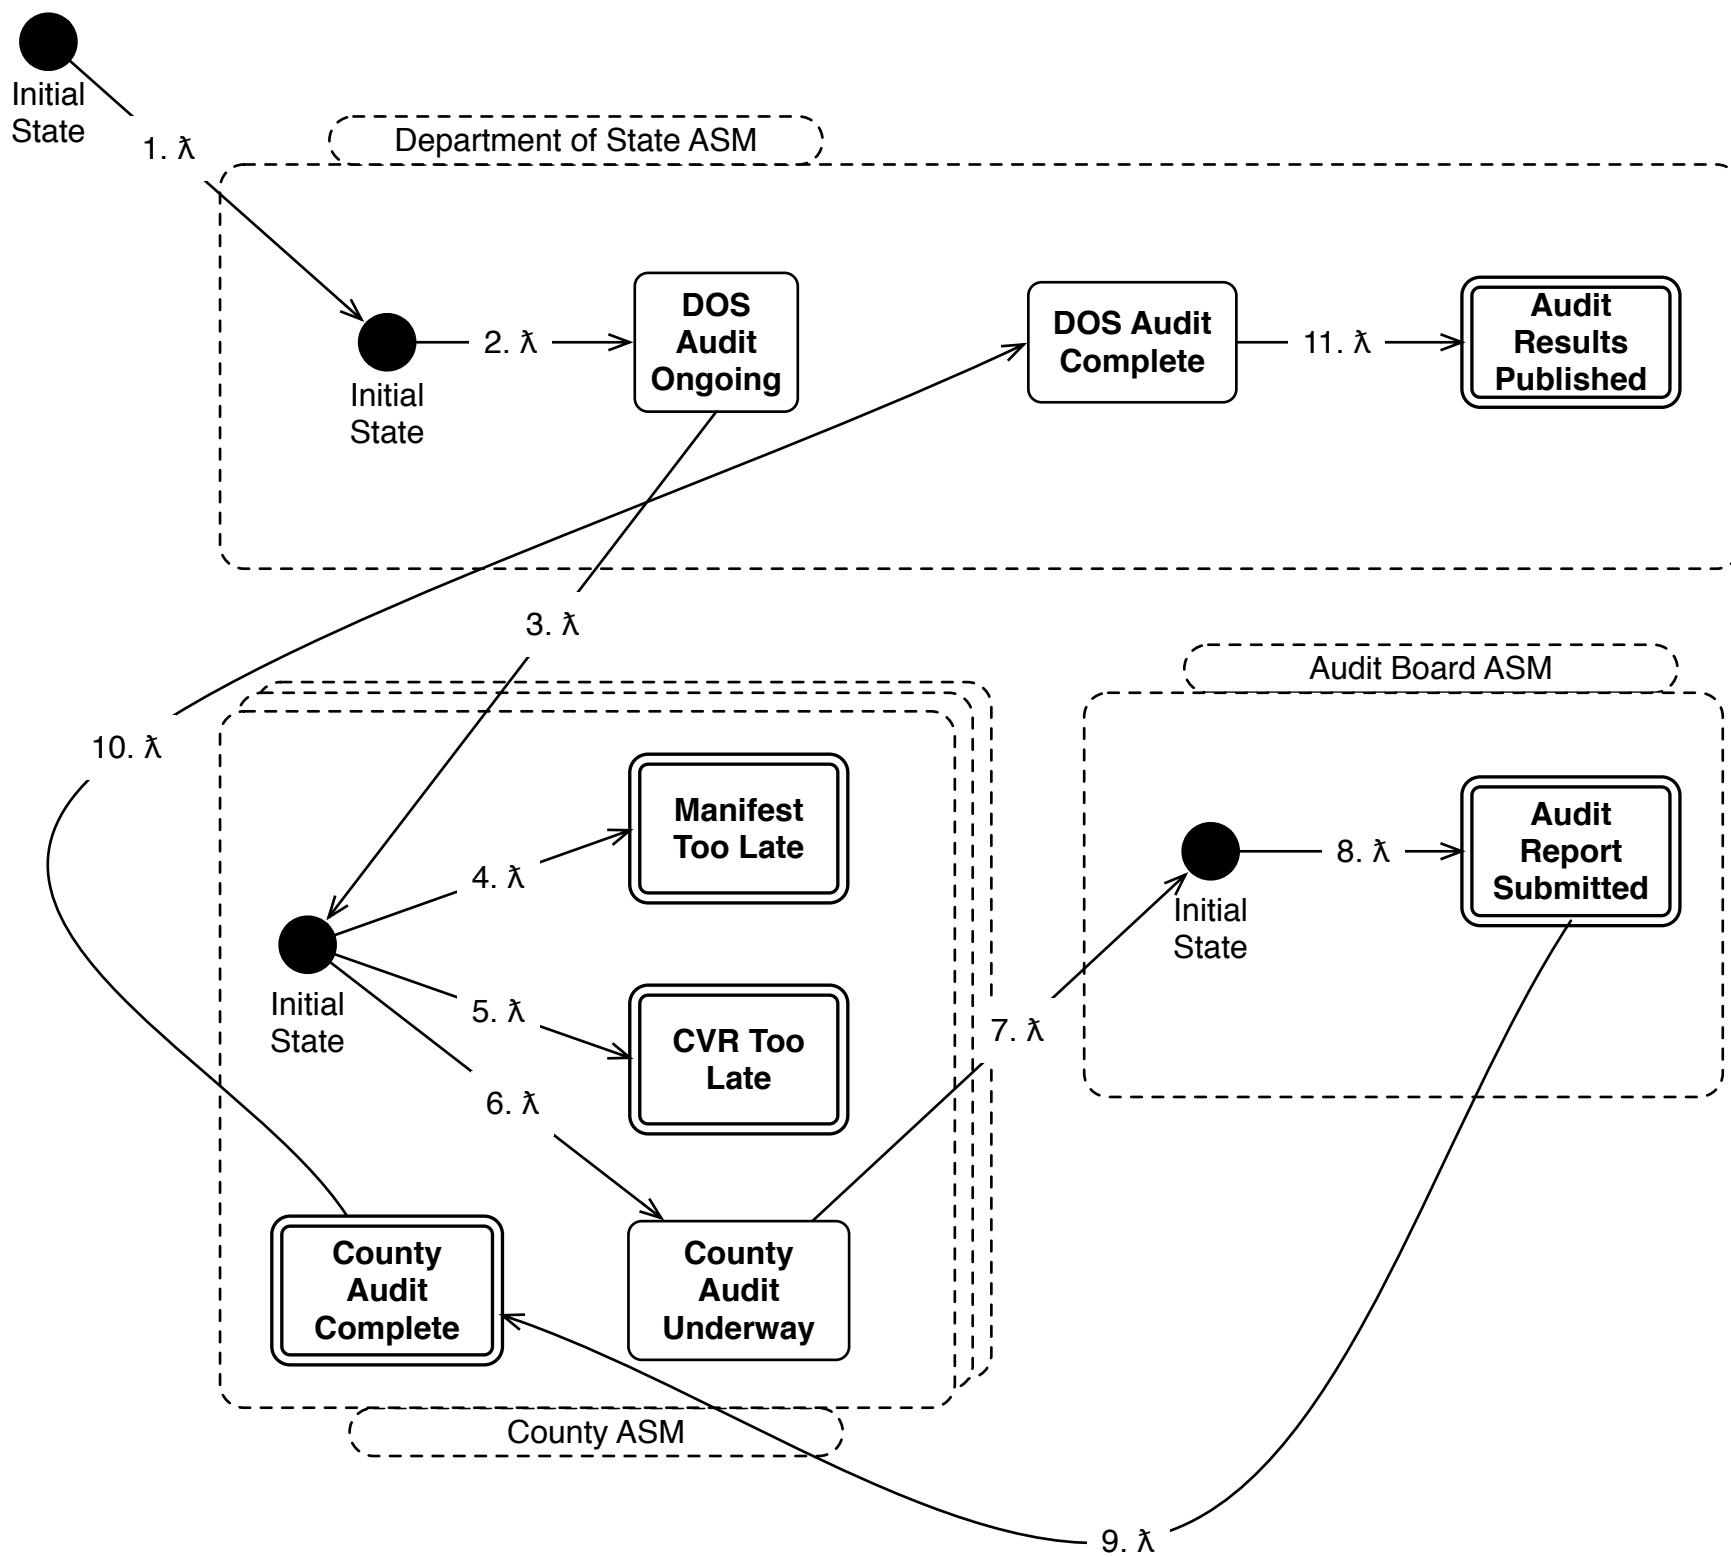 Initial
State
1. ƛ
Department of State ASM
2. ƛ
DOS
Audit
Ongoing
Initial
State
DOS Audit
Complete
11. ƛ
Audit
Results
Published
3. ƛ
10. ƛ
Audit Board ASM
Manifest
Too Late
4. ƛ
Initial
State
5. ƛ
CVR Too
Late
6. ƛ
7. ƛ
Initial
State
8. ƛ
Audit
Report
Submitted
County
Audit
Complete
County
Audit
Underway
County ASM
9. ƛ